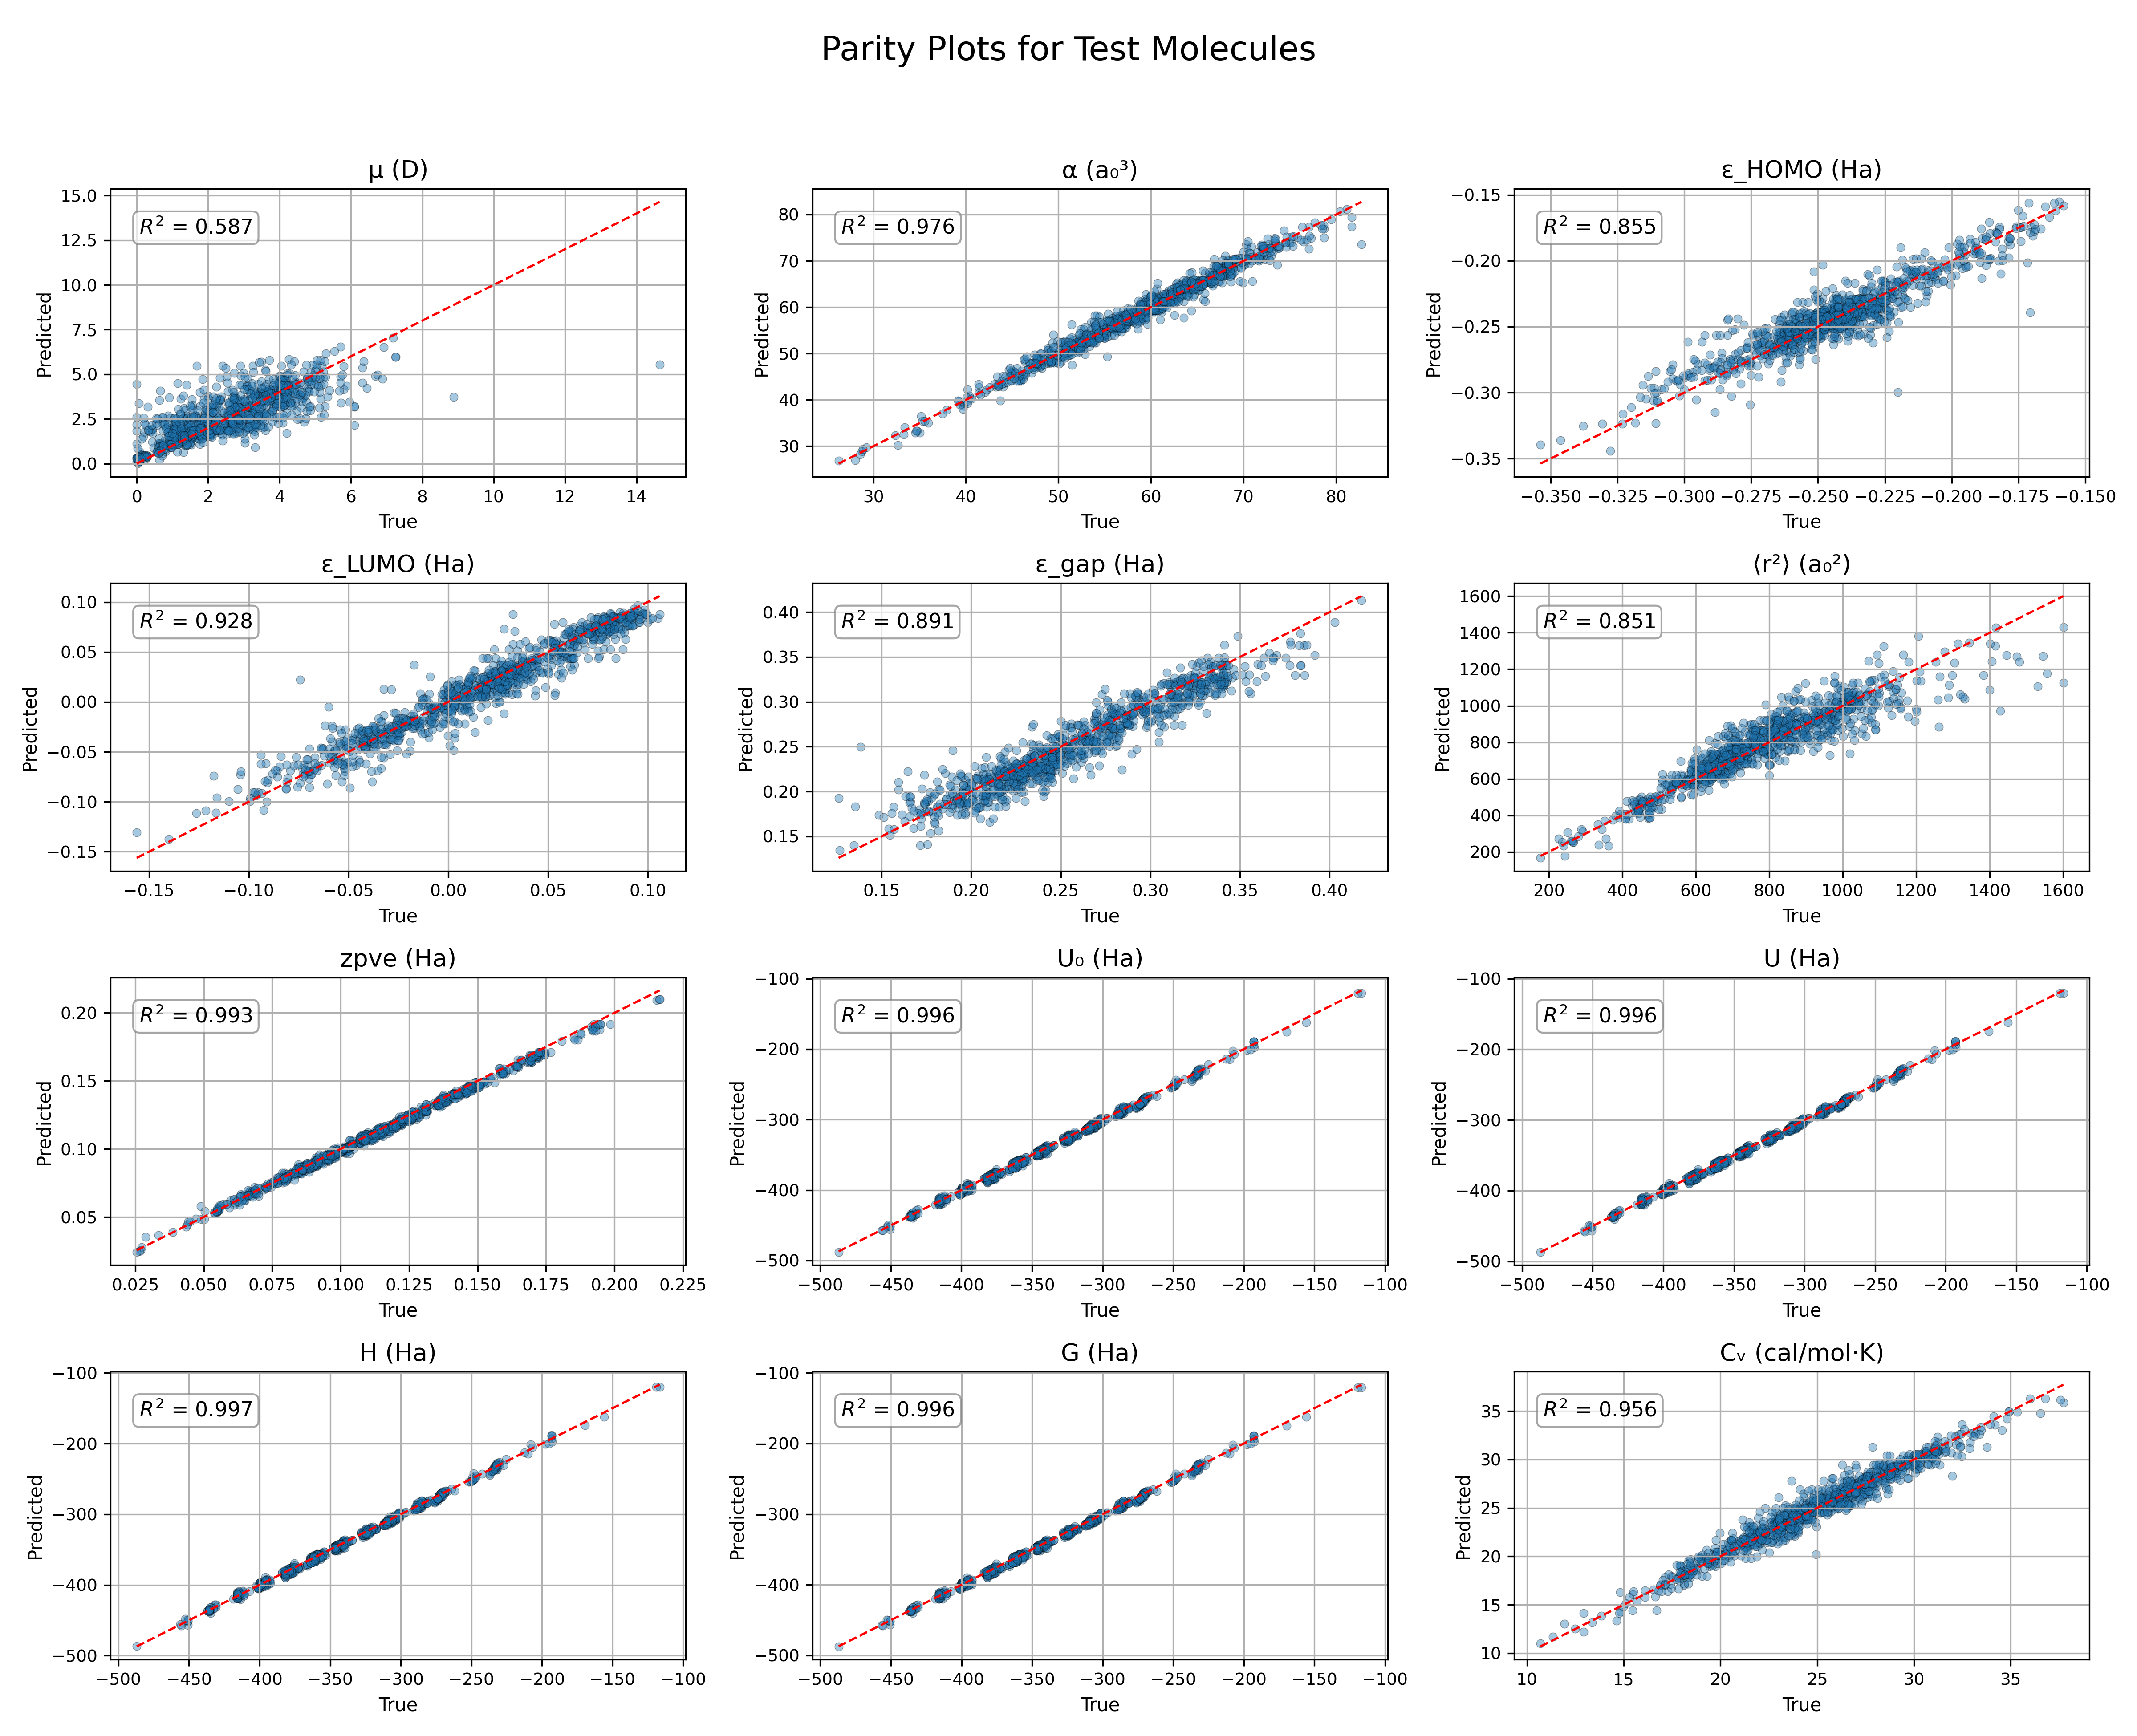 Parity Plots for Test Molecules
μ (D)
R² = 0.587
15.0
12.5
10.0
7.5
5.0
2.5
0.0
Predicted
0 2 4 6 8 10 12 14
True
α (a₀³)
R² = 0.976
80
70
60
50
40
30
Predicted
30 40 50 60 70 80
True
ε_HOMO (Ha)
R² = 0.855
−0.15
−0.20
−0.25
−0.30
−0.35
Predicted
−0.350 −0.325 −0.300 −0.275 −0.250 −0.225 −0.200 −0.175 −0.150
True
ε_LUMO (Ha)
R² = 0.928
0.10
0.05
0.00
−0.05
−0.10
−0.15
Predicted
−0.15 −0.10 −0.05 0.00 0.05 0.10
True
ε_gap (Ha)
R² = 0.891
0.40
0.35
0.30
0.25
0.20
0.15
Predicted
0.15 0.20 0.25 0.30 0.35 0.40
True
⟨r²⟩ (a₀²)
R² = 0.851
1600
1400
1200
1000
800
600
400
200
Predicted
200 400 600 800 1000 1200 1400 1600
True
zpve (Ha)
R² = 0.993
0.20
0.15
0.10
0.05
Predicted
0.025 0.050 0.075 0.100 0.125 0.150 0.175 0.200 0.225
True
U₀ (Ha)
R² = 0.996
−100
−200
−300
−400
−500
Predicted
−500 −450 −400 −350 −300 −250 −200 −150 −100
True
U (Ha)
R² = 0.996
−100
−200
−300
−400
−500
Predicted
−500 −450 −400 −350 −300 −250 −200 −150 −100
True
H (Ha)
R² = 0.997
−100
−200
−300
−400
−500
Predicted
−500 −450 −400 −350 −300 −250 −200 −150 −100
True
G (Ha)
R² = 0.996
−100
−200
−300
−400
−500
Predicted
−500 −450 −400 −350 −300 −250 −200 −150 −100
True
Cᵥ (cal/mol·K)
R² = 0.956
35
30
25
20
15
10
Predicted
10 15 20 25 30 35
True